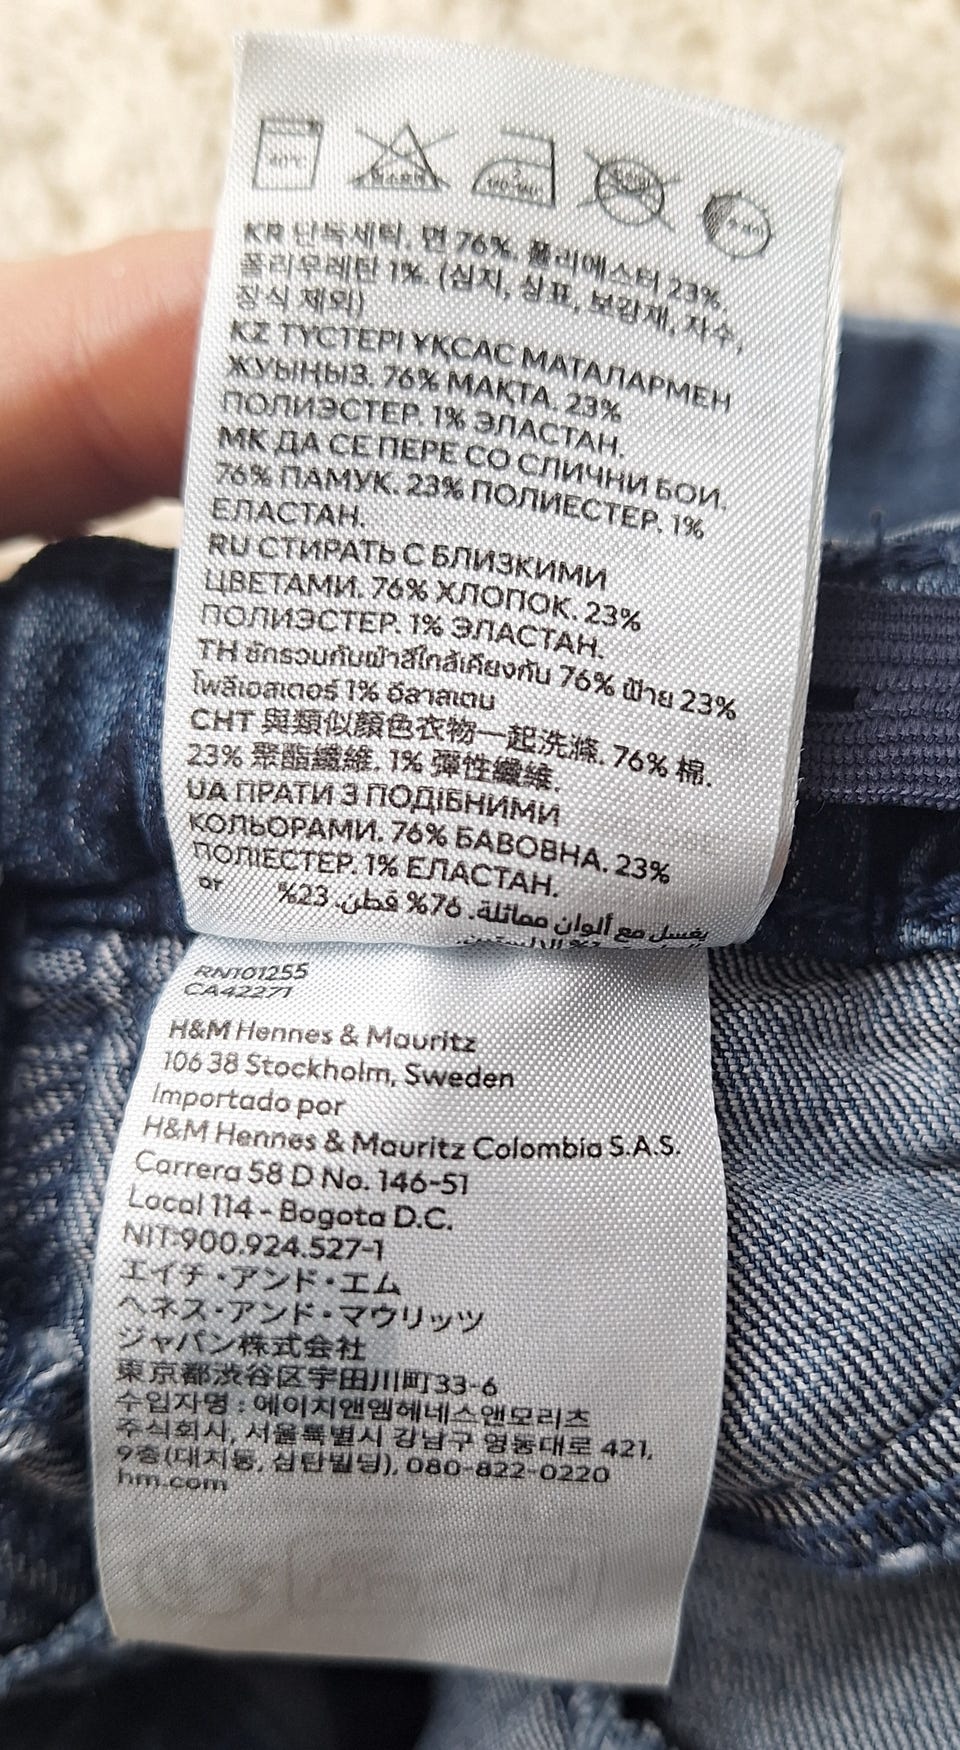 40°C
KR 단독세탁, 면 76%. 폴리에스터 23%,
폴리우레탄 1%. (심지, 상표, 보강재, 자수,
장식 제외)
KZ ТҮСТЕРІ ҰҚСАС МАТАЛАРМЕН
ЖУЫҢЫЗ. 76% МАҚТА. 23%
ПОЛИЭСТЕР. 1% ЭЛАСТАН.
MK ДА СЕ ПЕРЕ СО СЛИЧНИ БОИ.
76% ПАМУК. 23% ПОЛИЕСТЕР. 1%
ЕЛАСТАН.
RU СТИРАТЬ С БЛИЗКИМИ
ЦВЕТАМИ. 76% ХЛОПОК. 23%
ПОЛИЭСТЕР. 1% ЭЛАСТАН.
TH ซักรวมกับผ้าสีใกล้เคียงกัน 76% ฝ้าย 23%
โพลีเอสเตอร์ 1% อีลาสเตน
CHT 與類似顏色衣物一起洗滌. 76% 棉.
23% 聚酯纖維. 1% 彈性纖維.
UA ПРАТИ З ПОДІБНИМИ
КОЛЬОРАМИ. 76% БАВОВНА. 23%
ПОЛІЕСТЕР. 1% ЕЛАСТАН.
ar يغسل مع ألوان مماثلة. 76% قطن. 23%
RN101255
CA42271
H&M Hennes & Mauritz
106 38 Stockholm, Sweden
Importado por
H&M Hennes & Mauritz Colombia S.A.S.
Carrera 58 D No. 146-51
Local 114 - Bogota D.C.
NIT:900.924.527-1
エイチ・アンド・エム
ヘネス・アンド・マウリッツ
ジャパン株式会社
東京都渋谷区宇田川町33-6
수입자명 : 에이치앤엠헤네스앤모리츠
주식회사, 서울특별시 강남구 영동대로 421,
9층(대치동, 삼탄빌딩), 080-822-0220
hm.com